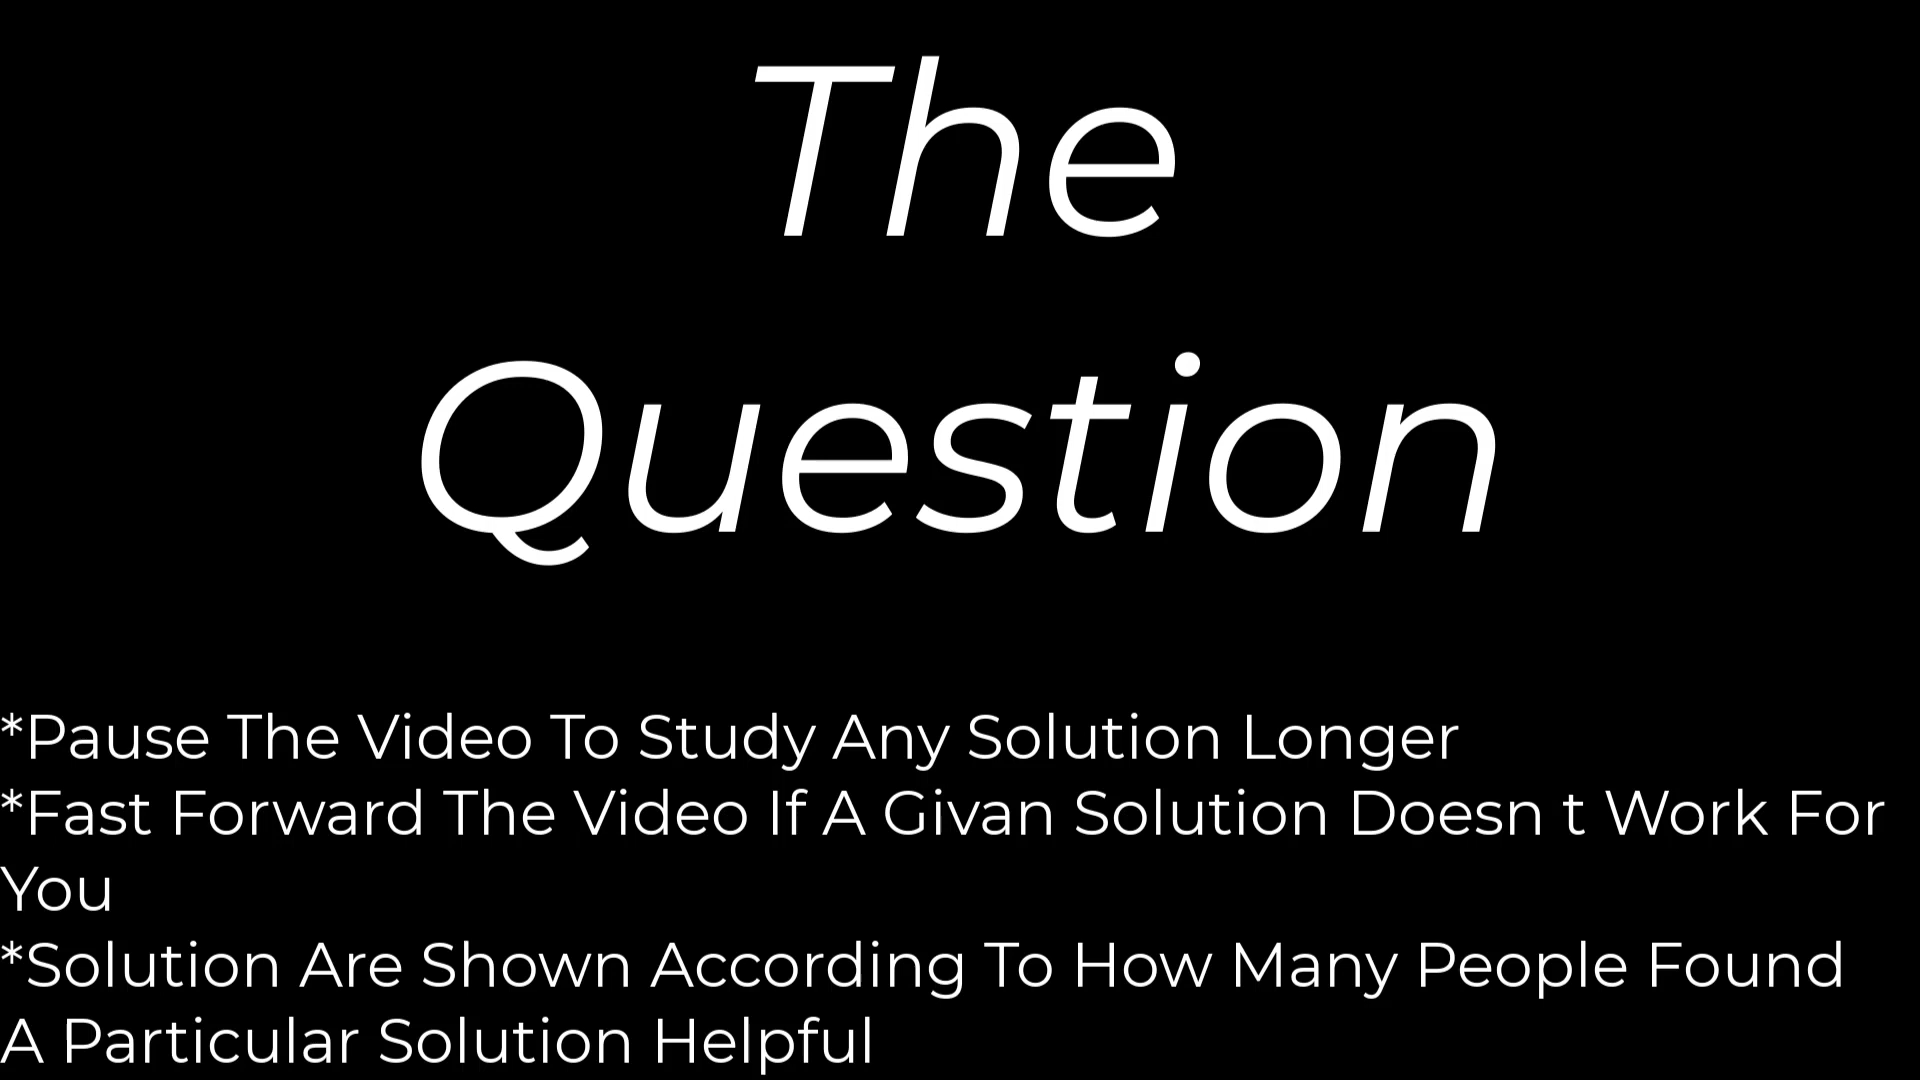 The
Question
*Pause The Video To Study Any Solution Longer
*Fast Forward The Video If A Givan Solution Doesn t Work For
You
*Solution Are Shown According To How Many People Found
A Particular Solution Helpful